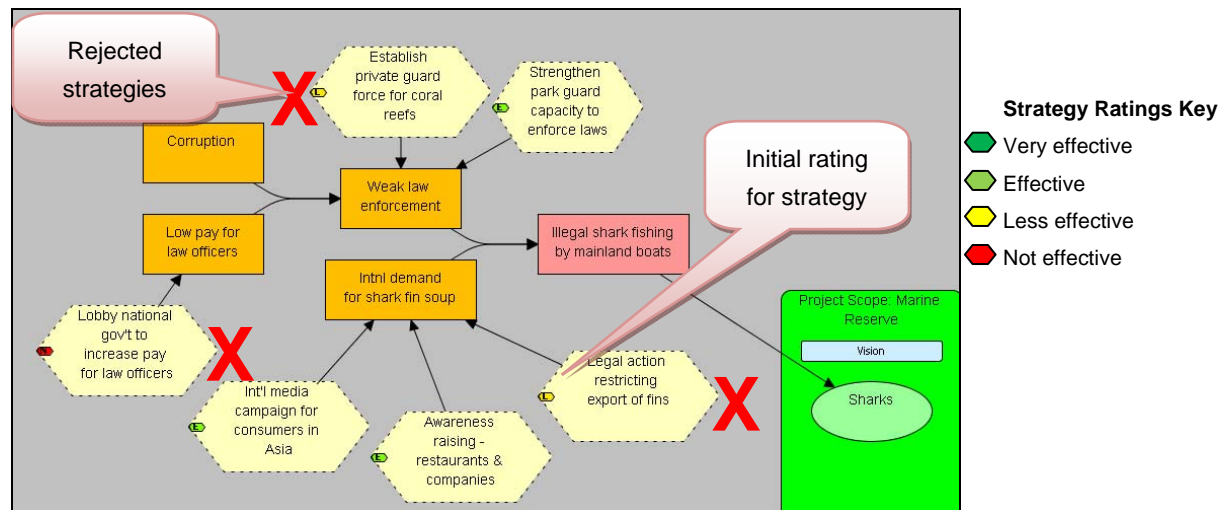 Rejected
strategies
X
L
Establish
private guard
force for coral
reefs
E
Strengthen
park guard
capacity to
enforce laws
Corruption
Weak law
enforcement
Initial rating
for strategy
Low pay for
law officers
Illegal shark fishing
by mainland boats
Intnl demand
for shark fin soup
Lobby national
gov't to
increase pay
for law officers
X
E
Int'l media
campaign for
consumers in
Asia
E
Awareness
raising -
restaurants &
companies
L
Legal action
restricting
export of fins
X
Project Scope: Marine
Reserve
Vision
Sharks
Strategy Ratings Key
Very effective
Effective
Less effective
Not effective